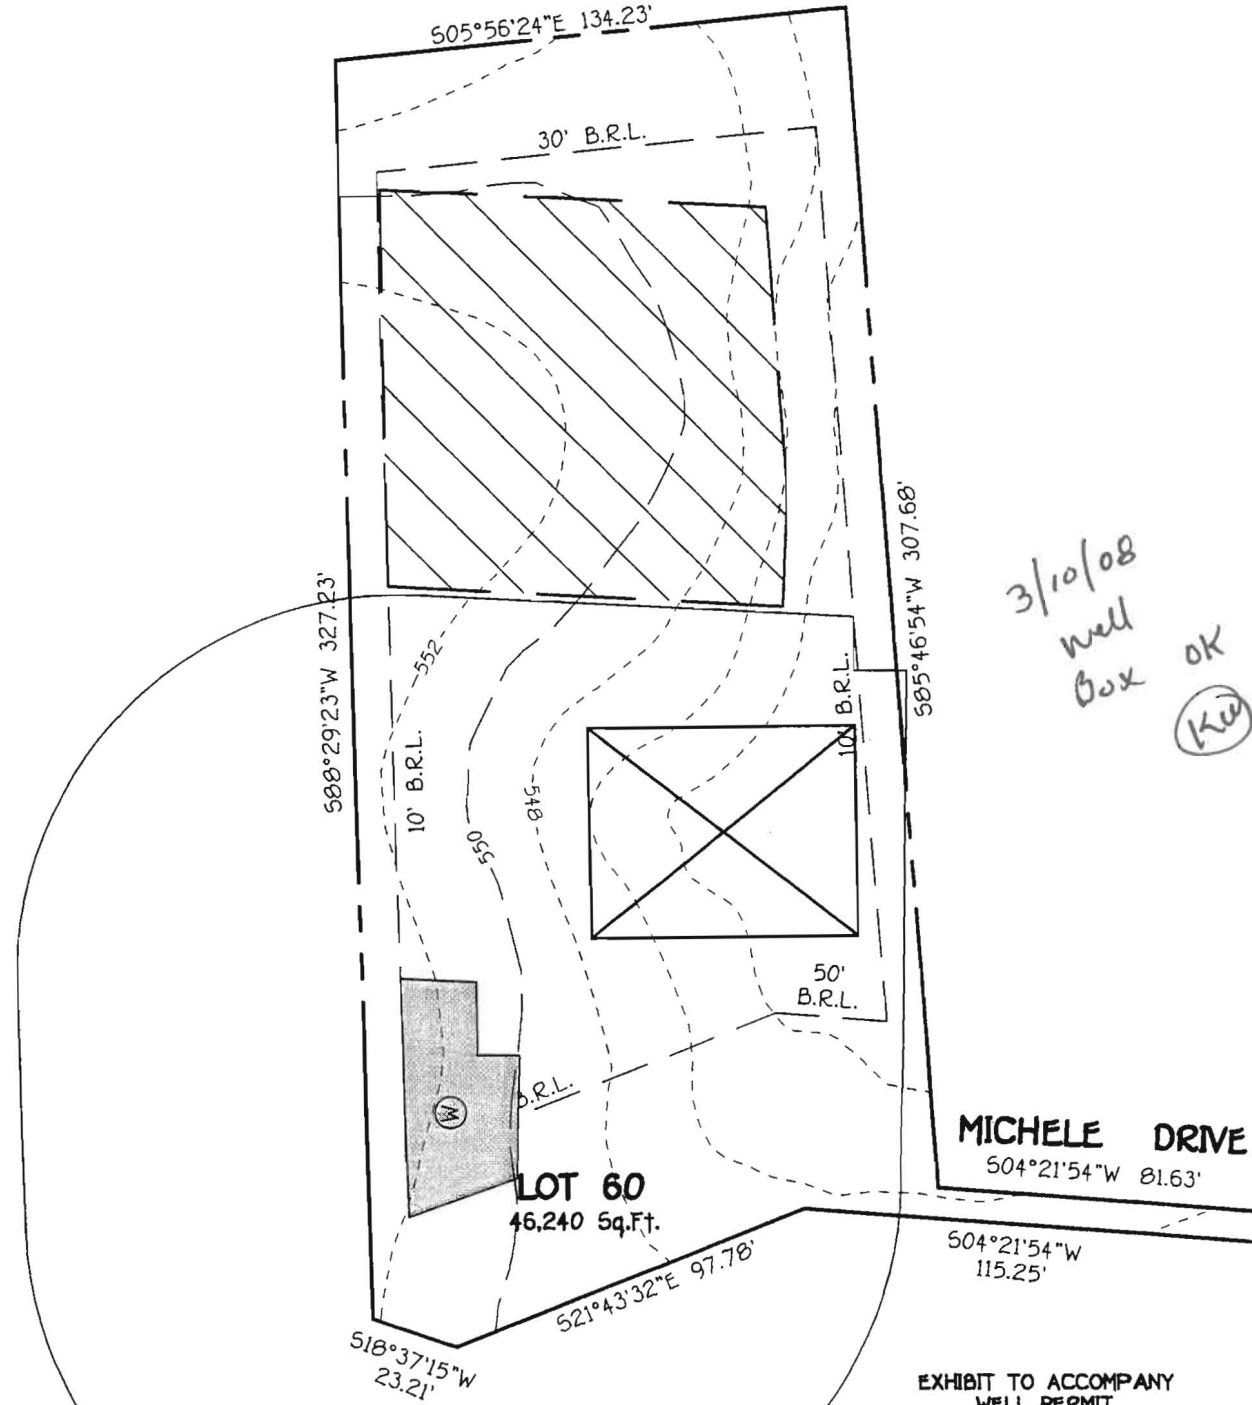 S05°56'24"E 134.23'
30' B.R.L.
S88°29'23"W 327.23'
S85°46'54"W 307.68'
3/10/08
well
Box OK
KW
552
10' B.R.L.
10' B.R.L.
550
548
50'
B.R.L.
B.R.L.
W
MICHELE DRIVE
S04°21'54"W 81.63'
LOT 60
46,240 Sq.Ft.
S04°21'54"W
115.25'
S21°43'32"E 97.78'
S18°37'15"W
23.21'
EXHIBIT TO ACCOMPANY
WELL PERMIT